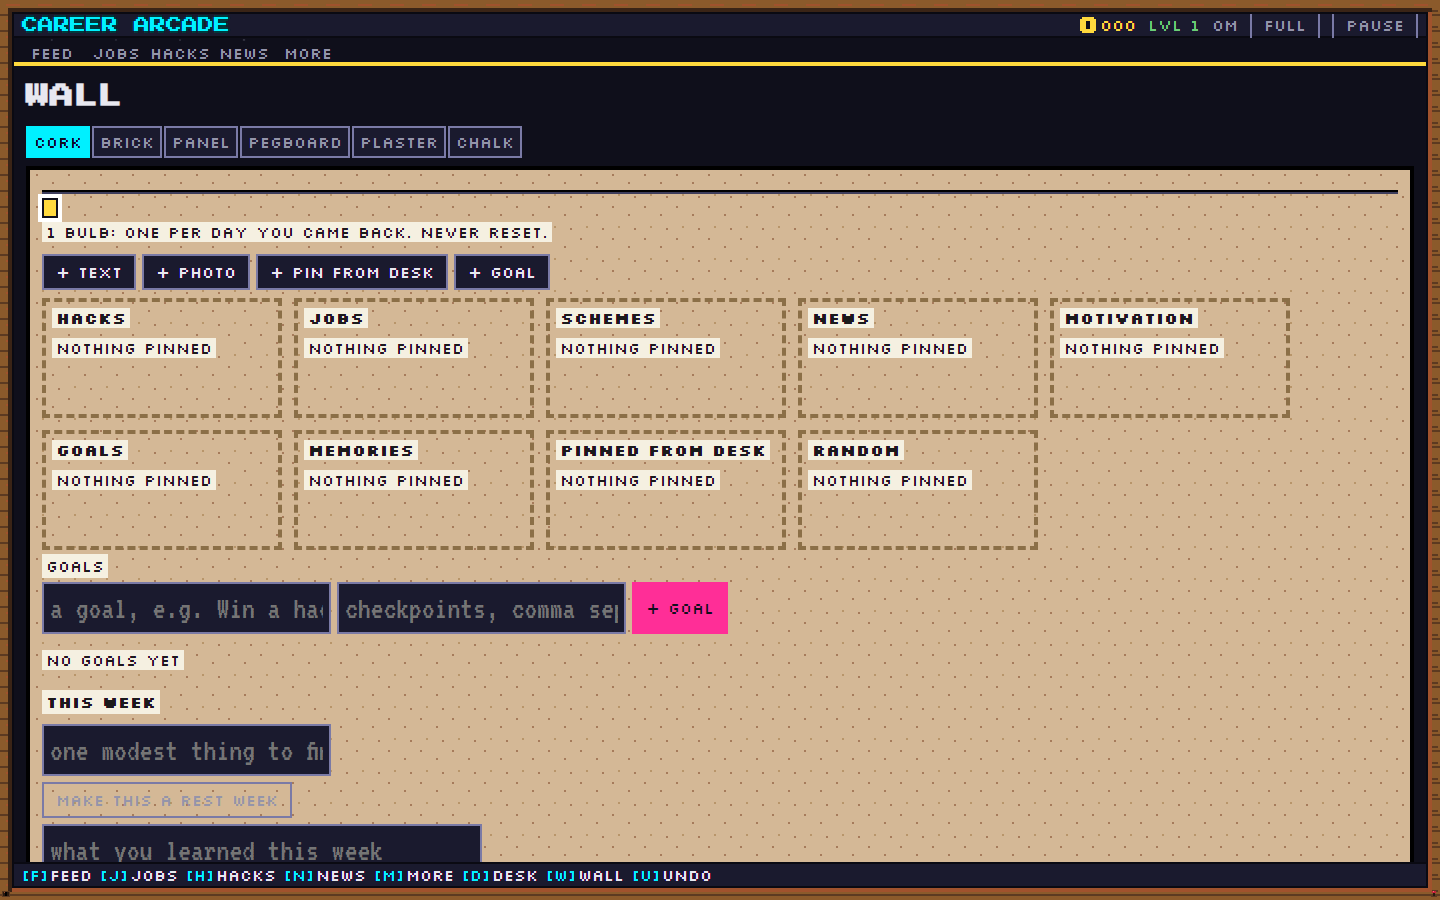 CAREER ARCADE
000 LVL 1 OM FULL PAUSE
FEED JOBS HACKS NEWS MORE
WALL
CORK BRICK PANEL PEGBOARD PLASTER CHALK
1 BULB: ONE PER DAY YOU CAME BACK. NEVER RESET.
+ TEXT + PHOTO + PIN FROM DESK + GOAL
HACKS JOBS SCHEMES NEWS MOTIVATION
NOTHING PINNED NOTHING PINNED NOTHING PINNED NOTHING PINNED NOTHING PINNED
GOALS MEMORIES PINNED FROM DESK RANDOM
NOTHING PINNED NOTHING PINNED NOTHING PINNED NOTHING PINNED
GOALS
a goal, e.g. Win a checkpoints, comma + GOAL
NO GOALS YET
THIS WEEK
one modest thing to
MAKE THIS A REST WEEK
what you learned this week
[F]FEED [J]JOBS [H]HACKS [N]NEWS [M]MORE [D]DESK [W]WALL [U]UNDO